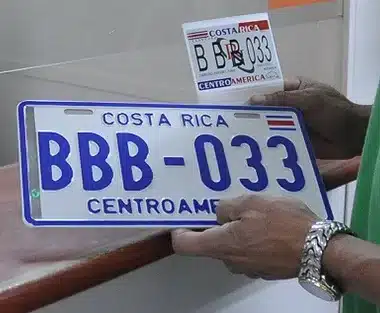 COSTA RICA
BBB 033
CENTROAMERICA
COSTA RICA
BBB-033
CENTROAME